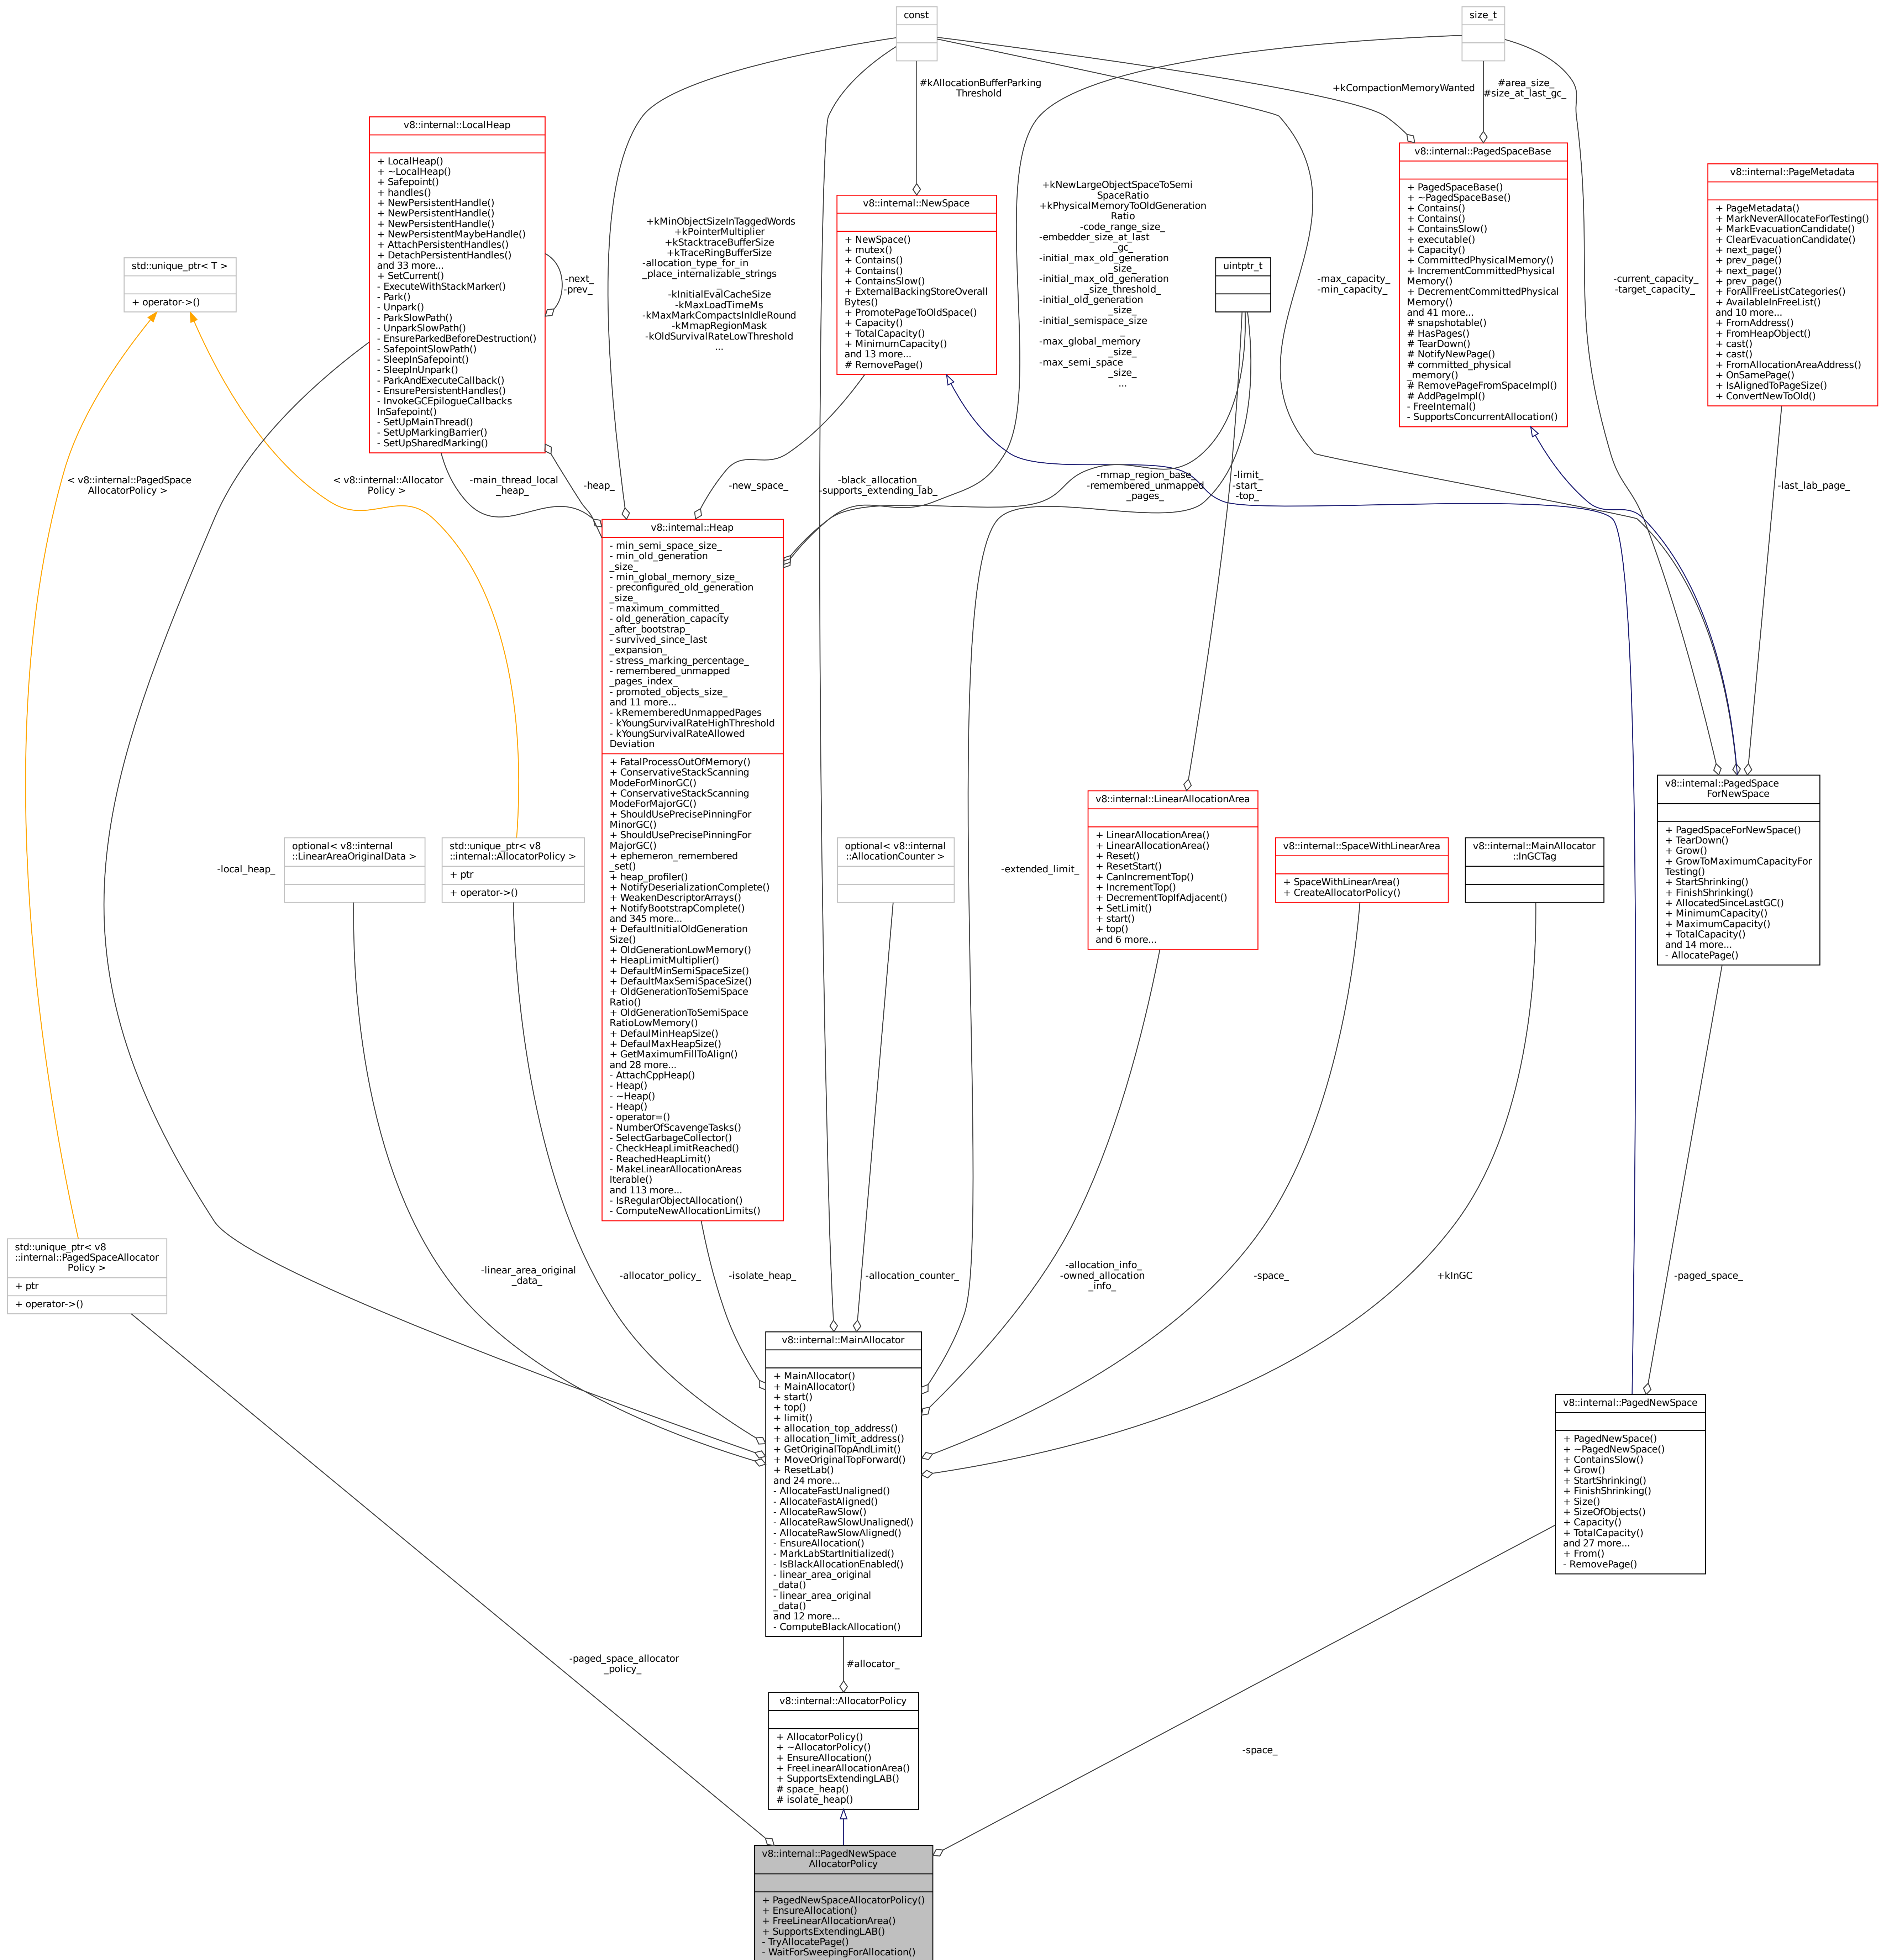 const
size_t
#kAllocationBufferParking
Threshold
+kCompactionMemoryWanted
#area_size_
#size_at_last_gc_
v8::internal::LocalHeap
+ LocalHeap()
+ ~LocalHeap()
+ Safepoint()
+ handles()
+ NewPersistentHandle()
+ NewPersistentHandle()
+ NewPersistentHandle()
+ NewPersistentMaybeHandle()
+ AttachPersistentHandles()
+ DetachPersistentHandles()
and 33 more...
+ SetCurrent()
- ExecuteWithStackMarker()
- Park()
- Unpark()
- ParkSlowPath()
- UnparkSlowPath()
- EnsureParkedBeforeDestruction()
- SafepointSlowPath()
- SleepInSafepoint()
- SleepInUnpark()
- ParkAndExecuteCallback()
- EnsurePersistentHandles()
- InvokeGCEpilogueCallbacks
InSafepoint()
- SetUpMainThread()
- SetUpMarkingBarrier()
- SetUpSharedMarking()
-next_
-prev_
v8::internal::PagedSpaceBase
+ PagedSpaceBase()
+ ~PagedSpaceBase()
+ Contains()
+ Contains()
+ ContainsSlow()
+ executable()
+ Capacity()
+ CommittedPhysicalMemory()
+ IncrementCommittedPhysical
Memory()
+ DecrementCommittedPhysical
Memory()
and 41 more...
# snapshotable()
# HasPages()
# TearDown()
# NotifyNewPage()
# committed_physical
_memory()
# RemovePageFromSpaceImpl()
# AddPageImpl()
- FreeInternal()
- SupportsConcurrentAllocation()
v8::internal::PageMetadata
+ PageMetadata()
+ MarkNeverAllocateForTesting()
+ MarkEvacuationCandidate()
+ ClearEvacuationCandidate()
+ next_page()
+ prev_page()
+ next_page()
+ prev_page()
+ ForAllFreeListCategories()
+ AvailableInFreeList()
and 10 more...
+ FromAddress()
+ FromHeapObject()
+ cast()
+ cast()
+ FromAllocationAreaAddress()
+ OnSamePage()
+ IsAlignedToPageSize()
+ ConvertNewToOld()
v8::internal::NewSpace
+ NewSpace()
+ mutex()
+ Contains()
+ Contains()
+ ContainsSlow()
+ ExternalBackingStoreOverall
Bytes()
+ PromotePageToOldSpace()
+ Capacity()
+ TotalCapacity()
+ MinimumCapacity()
and 13 more...
# RemovePage()
+kMinObjectSizeInTaggedWords
+kPointerMultiplier
+kStacktraceBufferSize
+kTraceRingBufferSize
-allocation_type_for_in
_place_internalizable_strings
_
-kInitialEvalCacheSize
-kMaxLoadTimeMs
-kMaxMarkCompactsInIdleRound
-kMmapRegionMask
-kOldSurvivalRateLowThreshold
...
+kNewLargeObjectSpaceToSemi
SpaceRatio
+kPhysicalMemoryToOldGeneration
Ratio
-code_range_size_
-embedder_size_at_last
_gc_
-initial_max_old_generation
_size_
-initial_max_old_generation
_size_threshold_
-initial_old_generation
_size_
-initial_semispace_size
_
-max_global_memory
_size_
-max_semi_space
_size_
...
uintptr_t
std::unique_ptr< T >
+ operator->()
-max_capacity_
-min_capacity_
-current_capacity_
-target_capacity_
< v8::internal::PagedSpace
AllocatorPolicy >
< v8::internal::Allocator
Policy >
-main_thread_local
_heap_
-heap_
-new_space_
-black_allocation_
-supports_extending_lab_
-mmap_region_base_
-remembered_unmapped
_pages_
-limit_
-start_
-top_
-last_lab_page_
v8::internal::Heap
- min_semi_space_size_
- min_old_generation
_size_
- min_global_memory_size_
- preconfigured_old_generation
_size_
- maximum_committed_
- old_generation_capacity
_after_bootstrap_
- survived_since_last
_expansion_
- stress_marking_percentage_
- remembered_unmapped
_pages_index_
- promoted_objects_size_
and 11 more...
- kRememberedUnmappedPages
- kYoungSurvivalRateHighThreshold
- kYoungSurvivalRateAllowed
Deviation
+ FatalProcessOutOfMemory()
+ ConservativeStackScanning
ModeForMinorGC()
+ ConservativeStackScanning
ModeForMajorGC()
+ ShouldUsePrecisePinningFor
MinorGC()
+ ShouldUsePrecisePinningFor
MajorGC()
+ ephemeron_remembered
_set()
+ heap_profiler()
+ NotifyDeserializationComplete()
+ WeakenDescriptorArrays()
+ NotifyBootstrapComplete()
and 345 more...
+ DefaultInitialOldGeneration
Size()
+ OldGenerationLowMemory()
+ HeapLimitMultiplier()
+ DefaultMinSemiSpaceSize()
+ DefaultMaxSemiSpaceSize()
+ OldGenerationToSemiSpace
Ratio()
+ OldGenerationToSemiSpace
RatioLowMemory()
+ DefaulMinHeapSize()
+ DefaulMaxHeapSize()
+ GetMaximumFillToAlign()
and 28 more...
- AttachCppHeap()
- Heap()
- ~Heap()
- Heap()
- operator=()
- NumberOfScavengeTasks()
- SelectGarbageCollector()
- CheckHeapLimitReached()
- ReachedHeapLimit()
- MakeLinearAllocationAreas
Iterable()
and 113 more...
- IsRegularObjectAllocation()
- ComputeNewAllocationLimits()
v8::internal::PagedSpace
ForNewSpace
+ PagedSpaceForNewSpace()
+ TearDown()
+ Grow()
+ GrowToMaximumCapacityFor
Testing()
+ StartShrinking()
+ FinishShrinking()
+ AllocatedSinceLastGC()
+ MinimumCapacity()
+ MaximumCapacity()
+ TotalCapacity()
and 14 more...
- AllocatePage()
v8::internal::LinearAllocationArea
+ LinearAllocationArea()
+ LinearAllocationArea()
+ Reset()
+ ResetStart()
+ CanIncrementTop()
+ IncrementTop()
+ DecrementTopIfAdjacent()
+ SetLimit()
+ start()
+ top()
and 6 more...
optional< v8::internal
::LinearAreaOriginalData >
std::unique_ptr< v8
::internal::AllocatorPolicy >
+ ptr
+ operator->()
optional< v8::internal
::AllocationCounter >
v8::internal::SpaceWithLinearArea
+ SpaceWithLinearArea()
+ CreateAllocatorPolicy()
v8::internal::MainAllocator
::InGCTag
-local_heap_
-extended_limit_
std::unique_ptr< v8
::internal::PagedSpaceAllocator
Policy >
+ ptr
+ operator->()
-linear_area_original
_data_
-allocator_policy_
-isolate_heap_
-allocation_counter_
-allocation_info_
-owned_allocation
_info_
-space_
+kInGC
-paged_space_
v8::internal::MainAllocator
+ MainAllocator()
+ MainAllocator()
+ start()
+ top()
+ limit()
+ allocation_top_address()
+ allocation_limit_address()
+ GetOriginalTopAndLimit()
+ MoveOriginalTopForward()
+ ResetLab()
and 24 more...
- AllocateFastUnaligned()
- AllocateFastAligned()
- AllocateRawSlow()
- AllocateRawSlowUnaligned()
- AllocateRawSlowAligned()
- EnsureAllocation()
- MarkLabStartInitialized()
- IsBlackAllocationEnabled()
- linear_area_original
_data()
- linear_area_original
_data()
and 12 more...
- ComputeBlackAllocation()
v8::internal::PagedNewSpace
+ PagedNewSpace()
+ ~PagedNewSpace()
+ ContainsSlow()
+ Grow()
+ StartShrinking()
+ FinishShrinking()
+ Size()
+ SizeOfObjects()
+ Capacity()
+ TotalCapacity()
and 27 more...
+ From()
- RemovePage()
-paged_space_allocator
_policy_
#allocator_
v8::internal::AllocatorPolicy
+ AllocatorPolicy()
+ ~AllocatorPolicy()
+ EnsureAllocation()
+ FreeLinearAllocationArea()
+ SupportsExtendingLAB()
# space_heap()
# isolate_heap()
-space_
v8::internal::PagedNewSpace
AllocatorPolicy
+ PagedNewSpaceAllocatorPolicy()
+ EnsureAllocation()
+ FreeLinearAllocationArea()
+ SupportsExtendingLAB()
- TryAllocatePage()
- WaitForSweepingForAllocation()